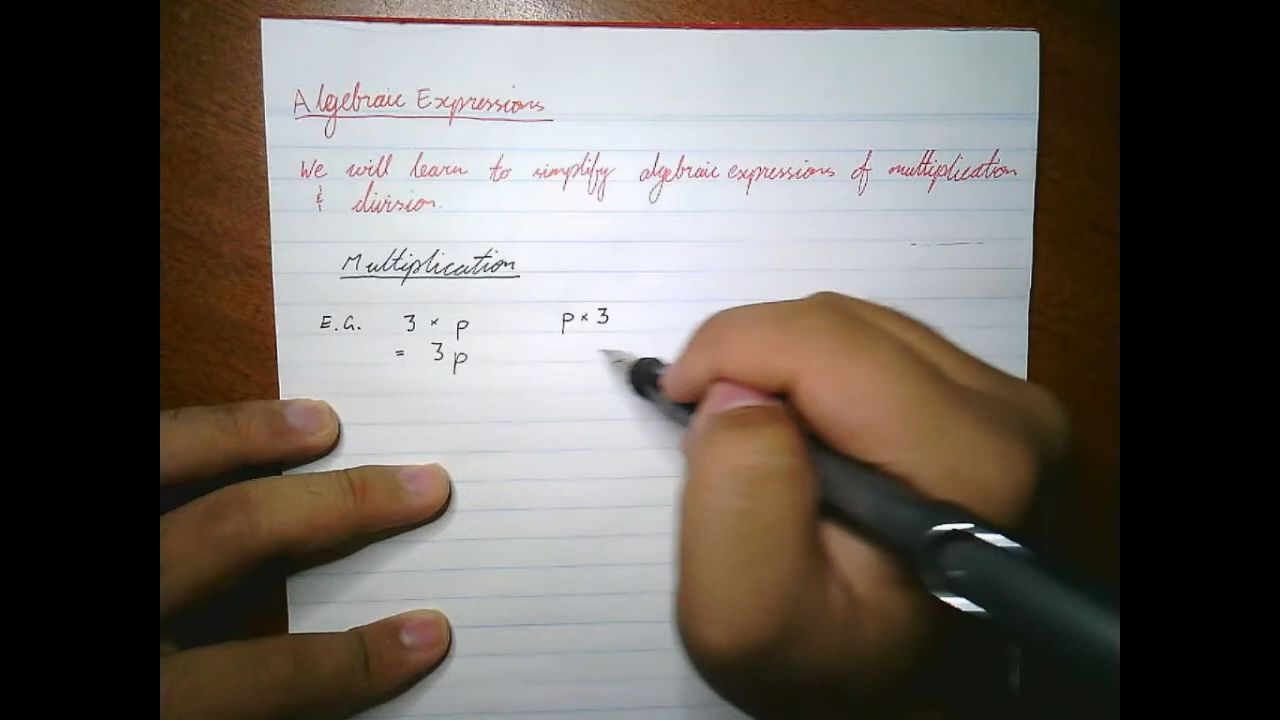 Algebraic Expressions
We will learn to simplify algebraic expressions of multiplication
& division.
Multiplication
E.G. 3 × p p × 3
= 3p